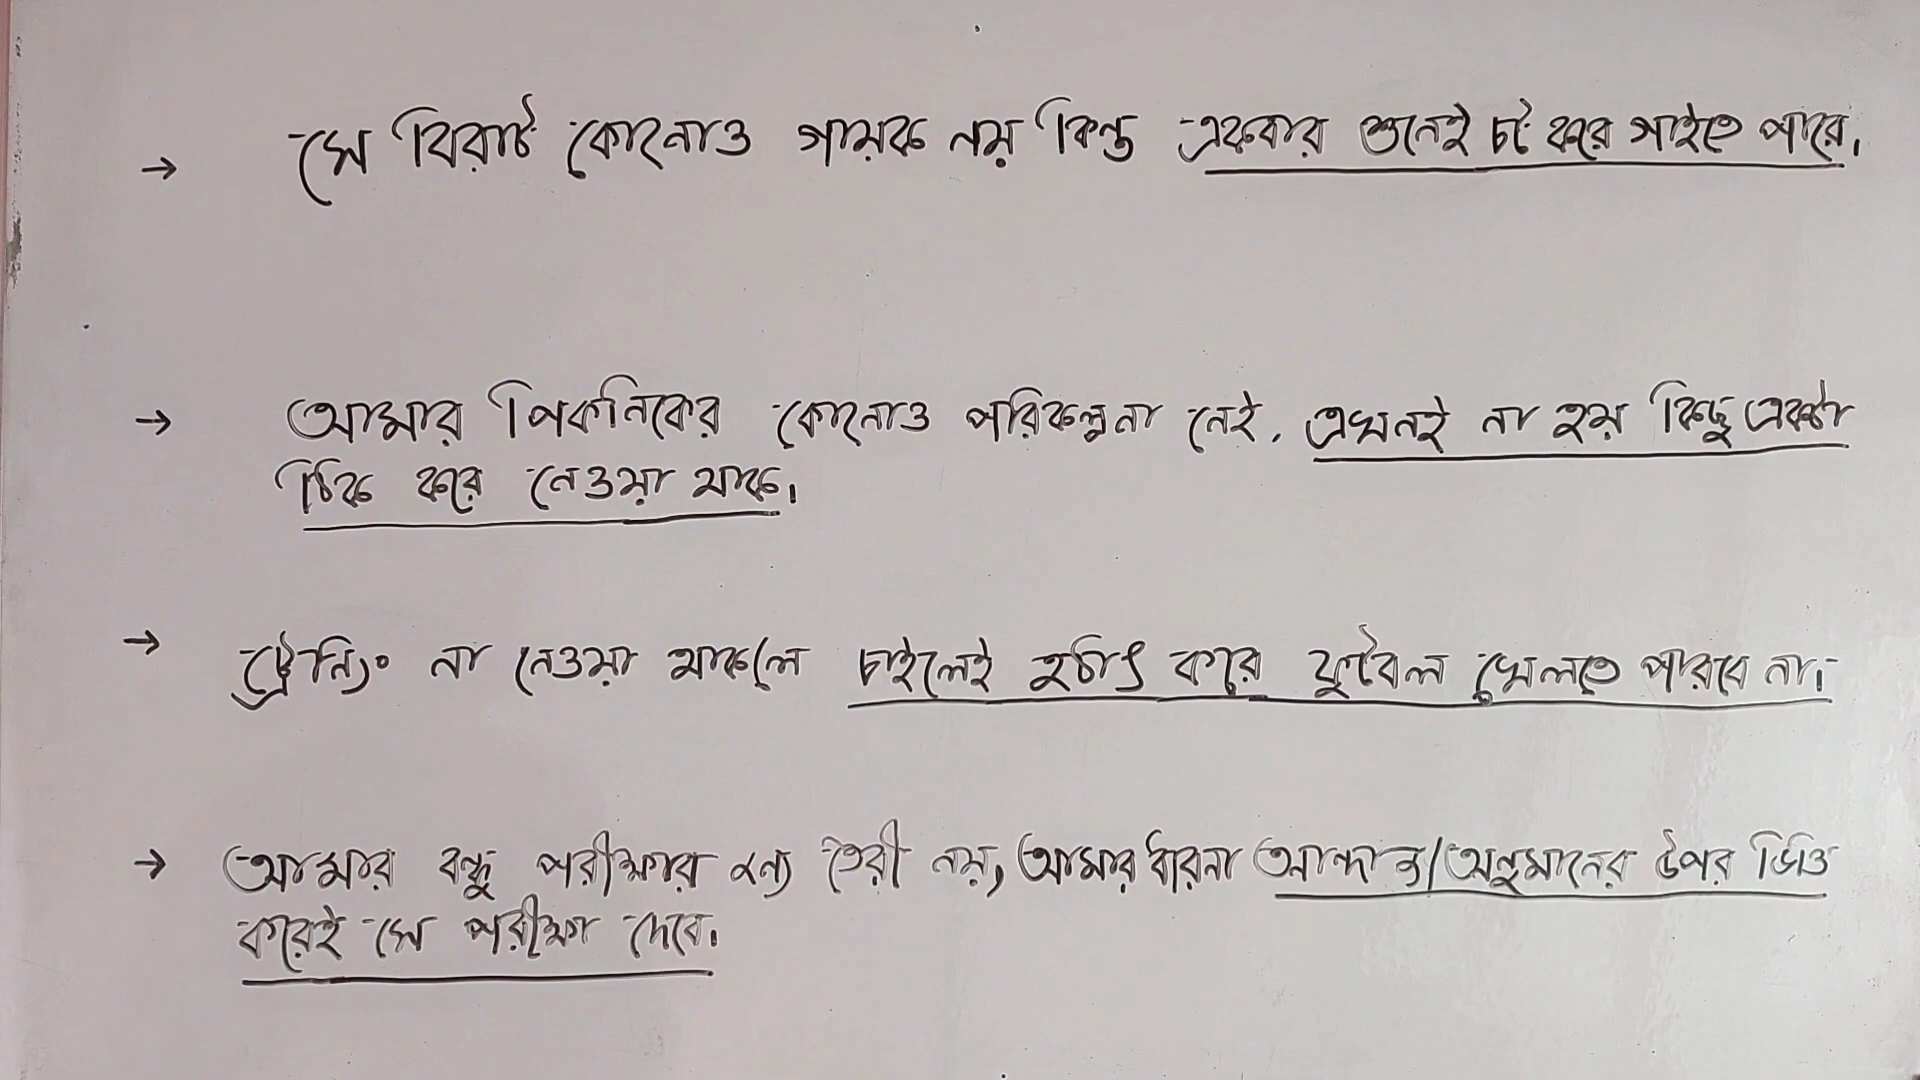 → সে বিরাট কোনোও গায়ক নয় কিন্তু একবার শুনেই চট করে গাইতে পারে।
→ আমার পিকনিকের কোনোও পরিকল্পনা নেই. এখনই না হয় কিছু একটা
ঠিক করে নেওয়া যাক।
→ ট্রেনিং না নেওয়া থাকলে চাইলেই হঠাৎ করে ফুটবল খেলতে পারবে না।
→ আমার বন্ধু পরীক্ষার জন্য তৈরী নয়, আমার ধারনা আন্দাজ/অনুমানের উপর ভিত্তি
করেই সে পরীক্ষা দেবে।